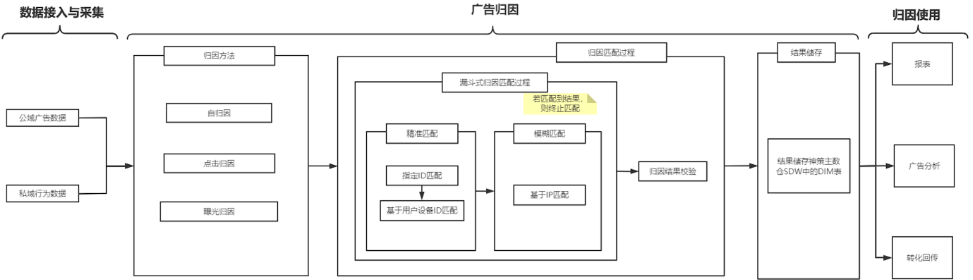 数据接入与采集
公域广告数据
私域行为数据
广告归因
归因方法
自归因
点击归因
曝光归因
归因匹配过程
漏斗式归因匹配过程
若匹配到结果，
则终止匹配
精准匹配
指定ID匹配
基于用户设备ID匹配
模糊匹配
基于IP匹配
归因结果校验
结果储存
结果储存神策主数
仓SDW中的DIM表
归因使用
报表
广告分析
转化回传